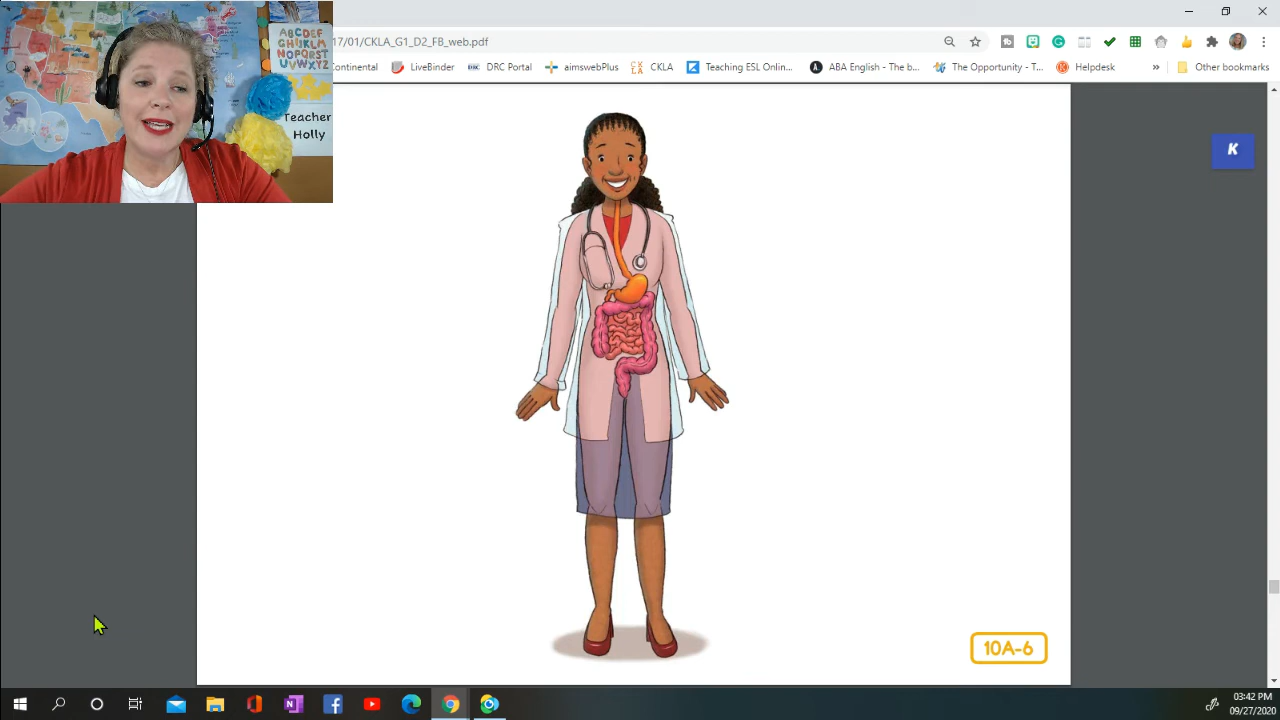 ABCDEF
GHIJKLM
NOPQRST
UVWXYZ
Teacher
Holly
17/01/CKLA_G1_D2_FB_web.pdf
ontinental
LiveBinder
DRC Portal
aimswebPlus
CKLA
Teaching ESL Onlin...
ABA English - The b...
The Opportunity - T...
Helpdesk
»
Other bookmarks
K
10A-6
03:42 PM
09/27/2020